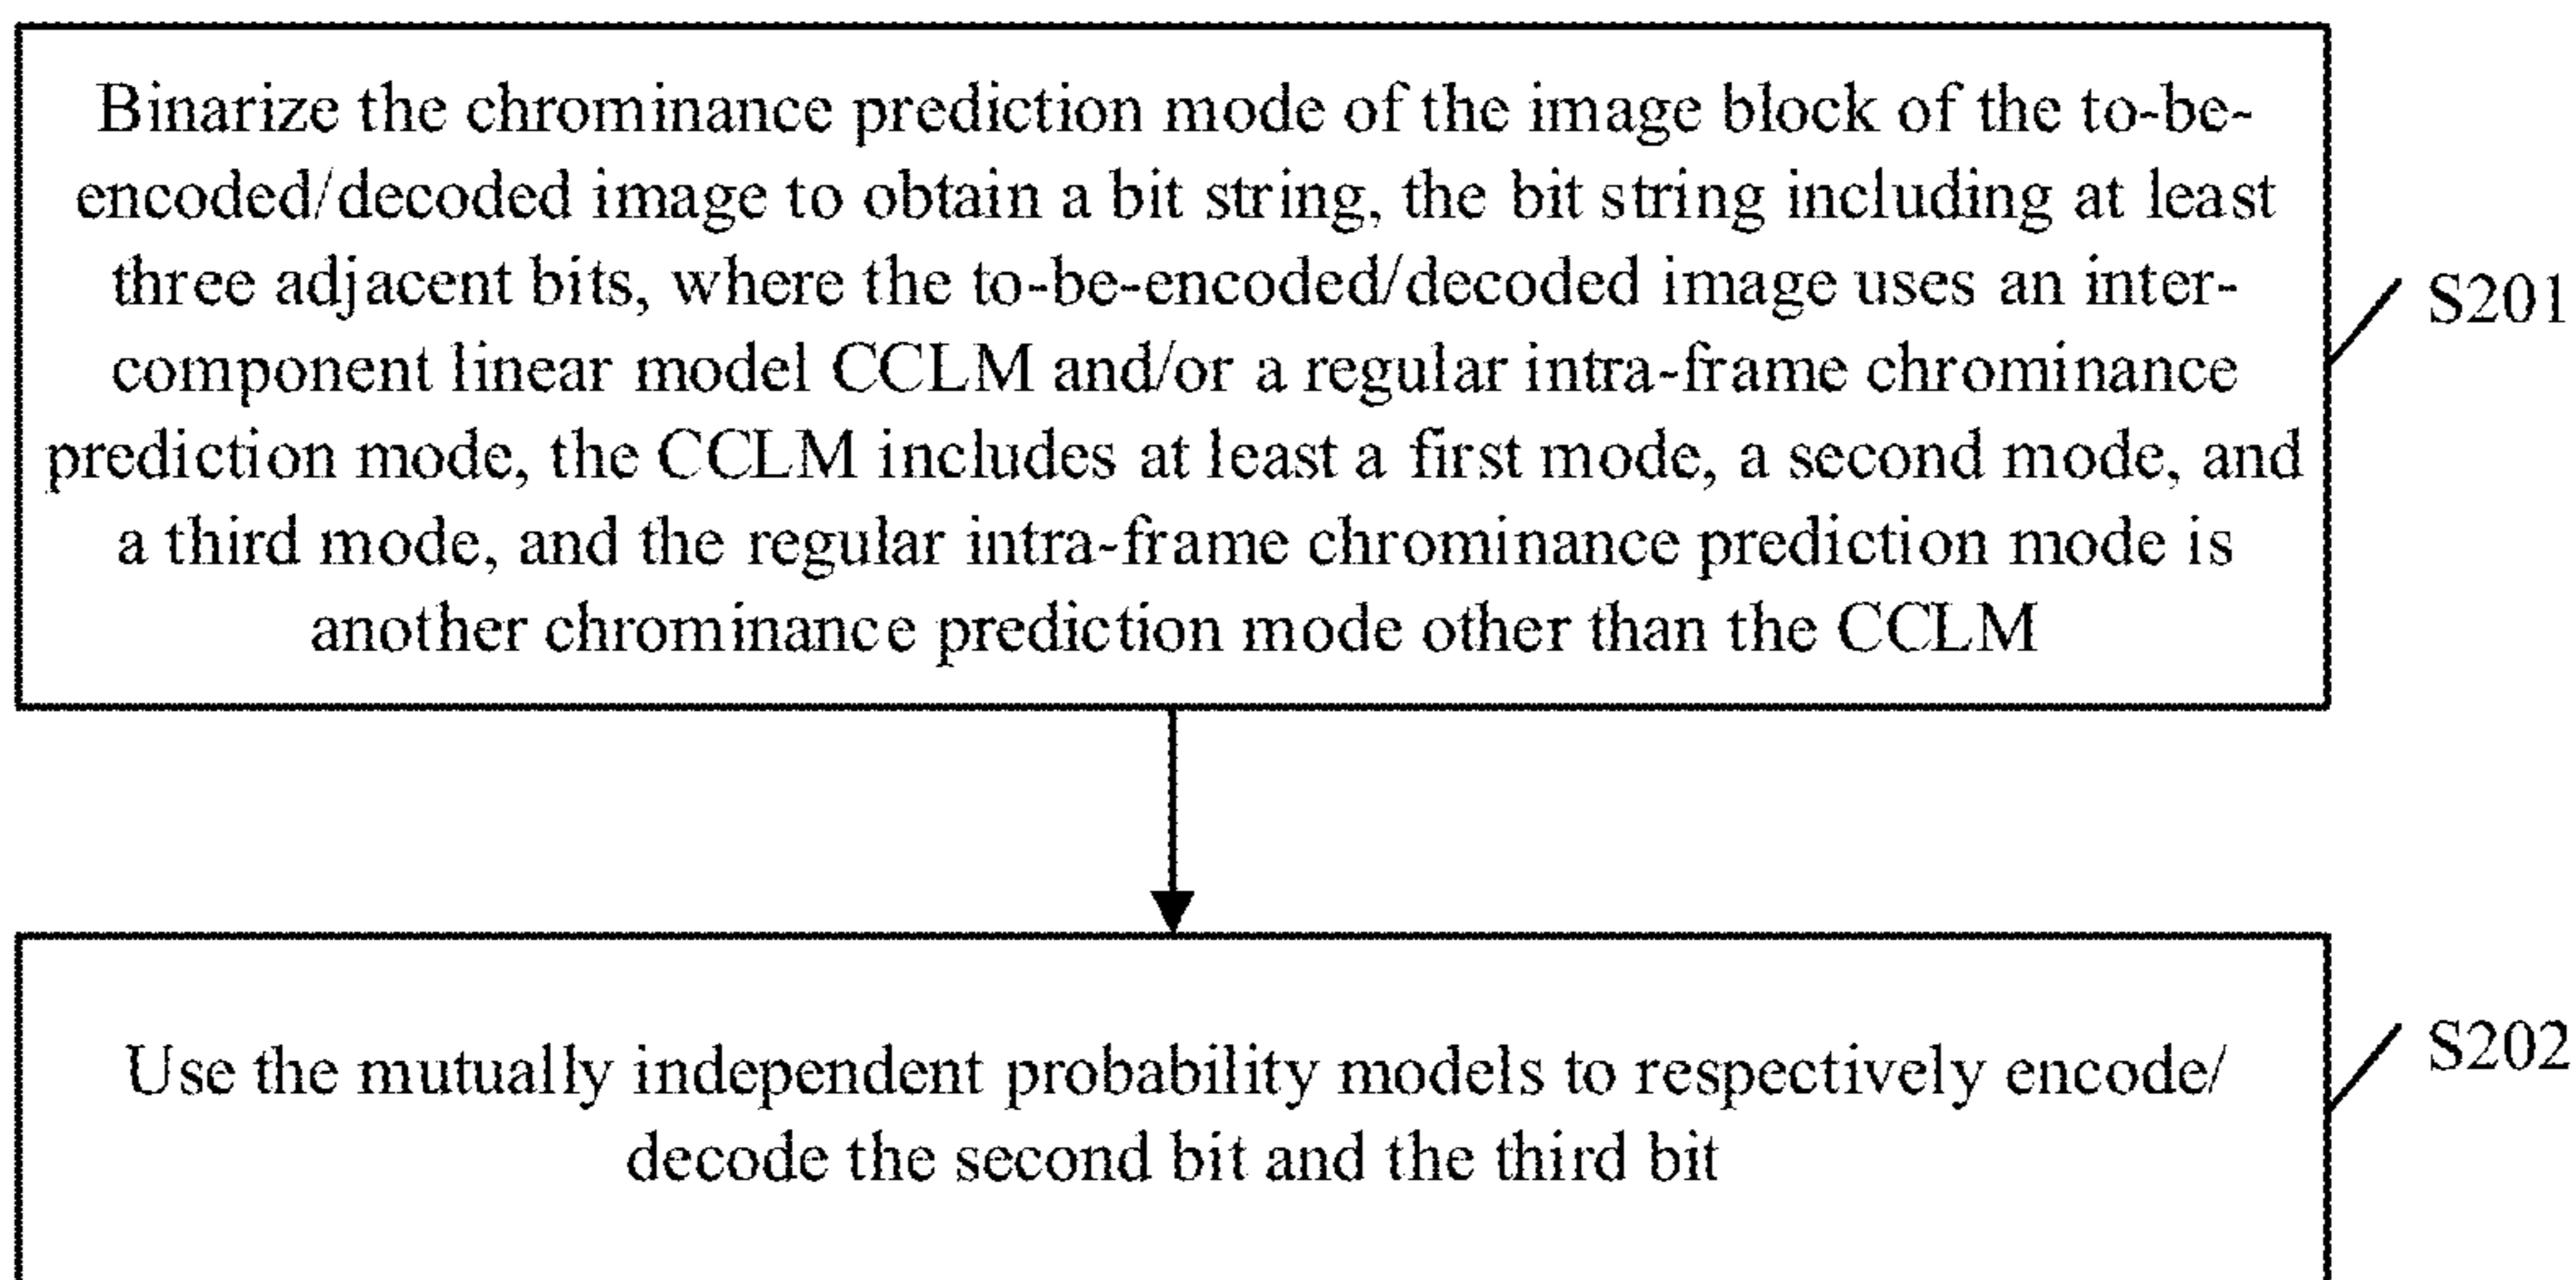 Binarize the chrominance prediction mode of the image block of the to-be-
encoded/decoded image to obtain a bit string, the bit string including at least
three adjacent bits, where the to-be-encoded/decoded image uses an inter-
component linear model CCLM and/or a regular intra-frame chrominance
prediction mode, the CCLM includes at least a first mode, a second mode, and
a third mode, and the regular intra-frame chrominance prediction mode is
another chrominance prediction mode other than the CCLM
S201
Use the mutually independent probability models to respectively encode/
decode the second bit and the third bit
S202